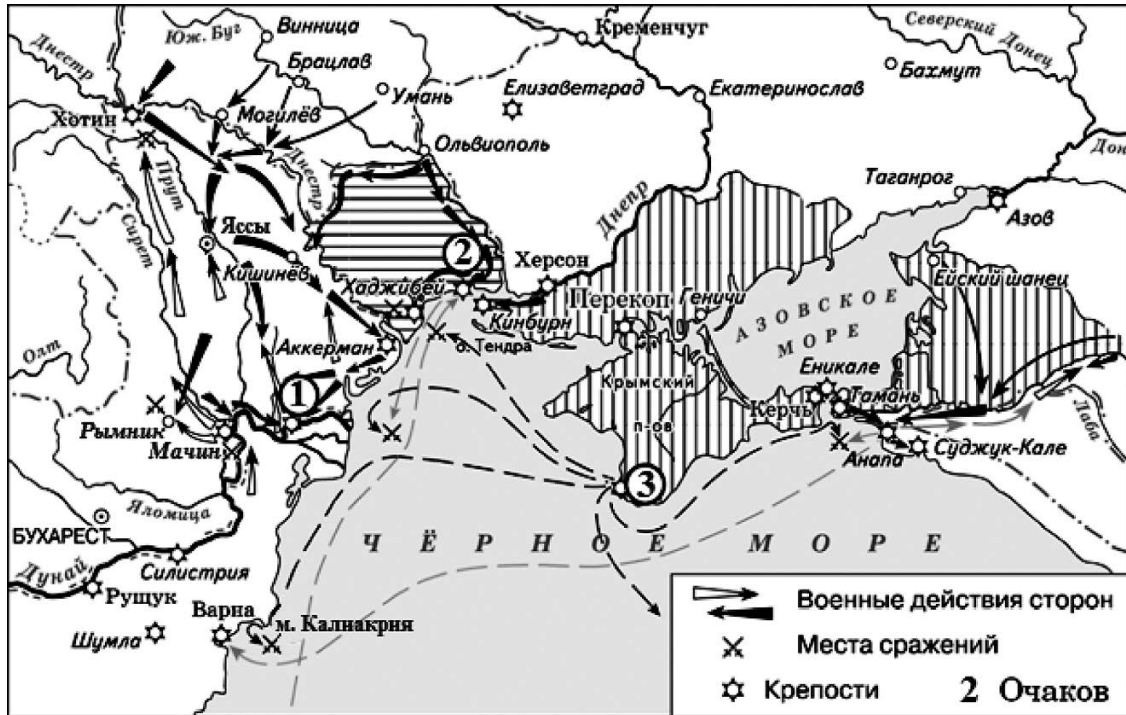 Винница
Юж. Буг
Днестр
Брацлав
Кременчуг
Северский Донец
Бахмут
Умань
Елизаветград
Екатеринослав
Хотин
Могилёв
Ольвиополь
Днестр
Прут
Дон
Таганрог
Азов
Днепр
Сирет
Яссы
Кишинёв
2
Хаджибей
Херсон
Перекоп
Геничи
Ейский шанец
Кинбурн
АЗОВСКОЕ
МОРЕ
о. Тендра
Аккерман
Олт
Крымский
п-ов
Еникале
Тамань
Керчь
1
Лаба
Рымник
Мачин
Анапа
Суджук-Кале
3
Яломица
БУХАРЕСТ
ЧЁРНОЕ МОРЕ
Силистрия
Дунай
Рущук
Варна
м. Калиакрия
Шумла
Военные действия сторон
Места сражений
Крепости
2 Очаков